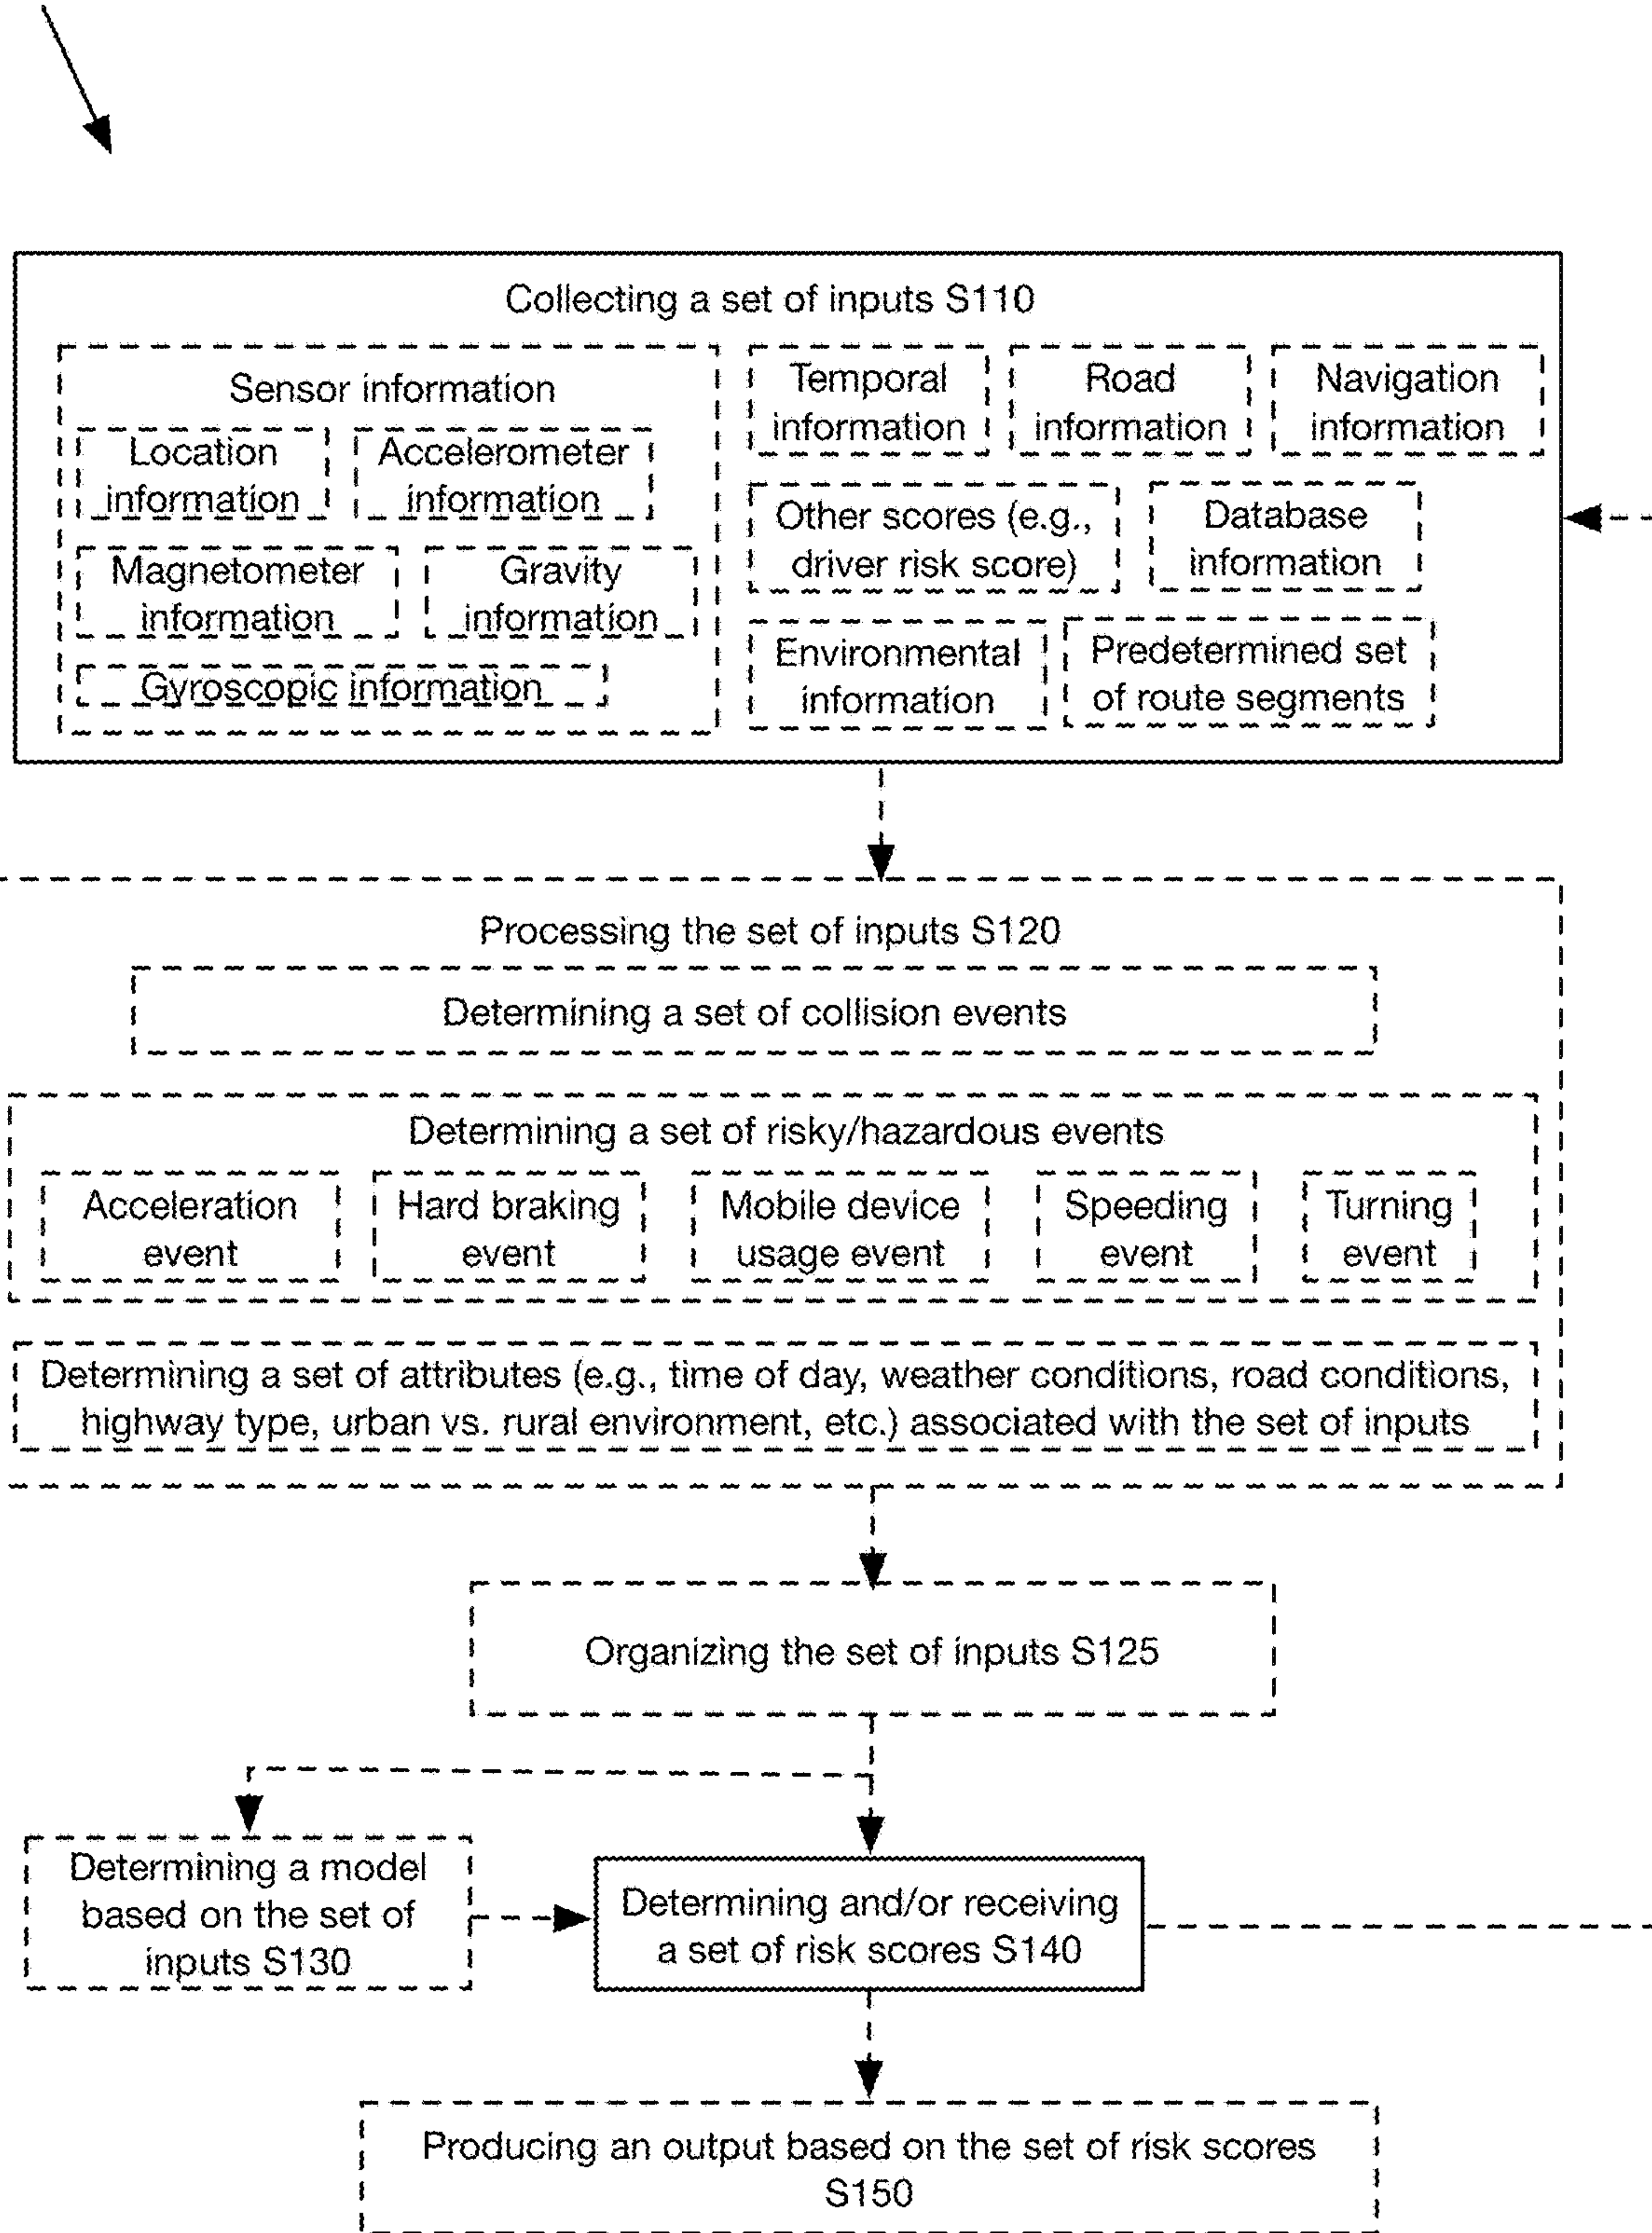 Collecting a set of inputs S110
Sensor information
Location
information
Accelerometer
information
Magnetometer
information
Gravity
information
Gyroscopic information
Temporal
information
Road
information
Navigation
information
Other scores (e.g.,
driver risk score)
Database
information
Environmental
information
Predetermined set
of route segments
Processing the set of inputs S120
Determining a set of collision events
Determining a set of risky/hazardous events
Acceleration
event
Hard braking
event
Mobile device
usage event
Speeding
event
Turning
event
Determining a set of attributes (e.g., time of day, weather conditions, road conditions,
highway type, urban vs. rural environment, etc.) associated with the set of inputs
Organizing the set of inputs S125
Determining a model
based on the set of
inputs S130
Determining and/or receiving
a set of risk scores S140
Producing an output based on the set of risk scores
S150